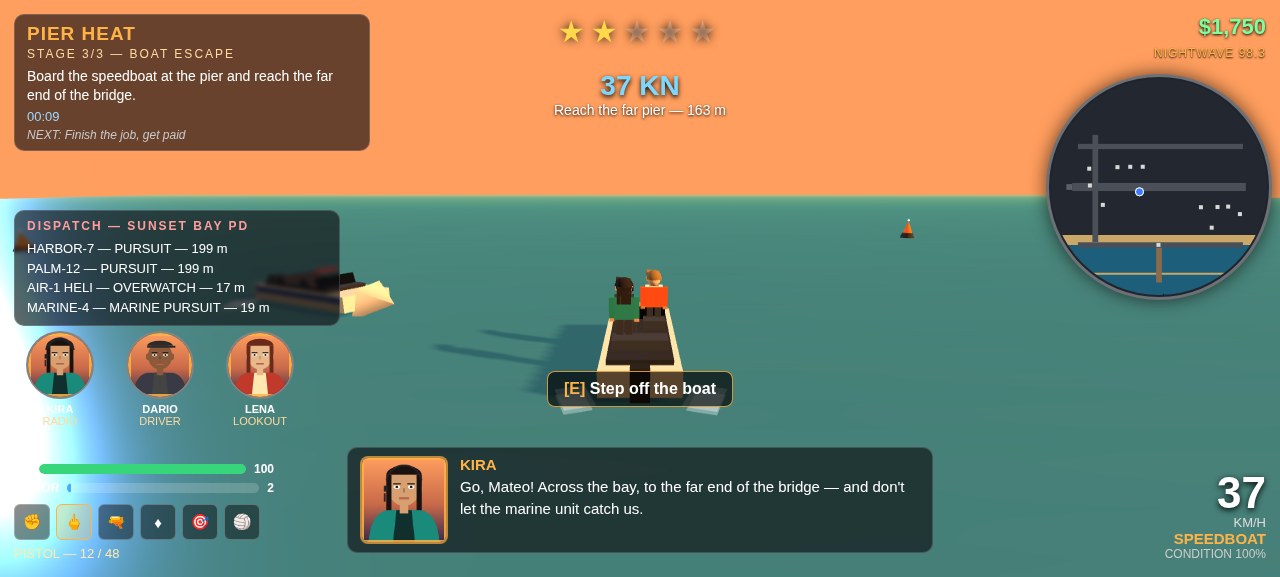 PIER HEAT
STAGE 3/3 — BOAT ESCAPE
Board the speedboat at the pier and reach the far
end of the bridge.
00:09
NEXT: Finish the job, get paid
37 KN
Reach the far pier — 163 m
$1,750
NIGHTWAVE 98.3
DISPATCH — SUNSET BAY PD
HARBOR-7 — PURSUIT — 199 m
PALM-12 — PURSUIT — 199 m
AIR-1 HELI — OVERWATCH — 17 m
MARINE-4 — MARINE PURSUIT — 19 m
KIRA
DARIO
DRIVER
LENA
LOOKOUT
100
2
PISTOL — 12 / 48
[E] Step off the boat
KIRA
Go, Mateo! Across the bay, to the far end of the bridge — and don't
let the marine unit catch us.
37
KM/H
SPEEDBOAT
CONDITION 100%